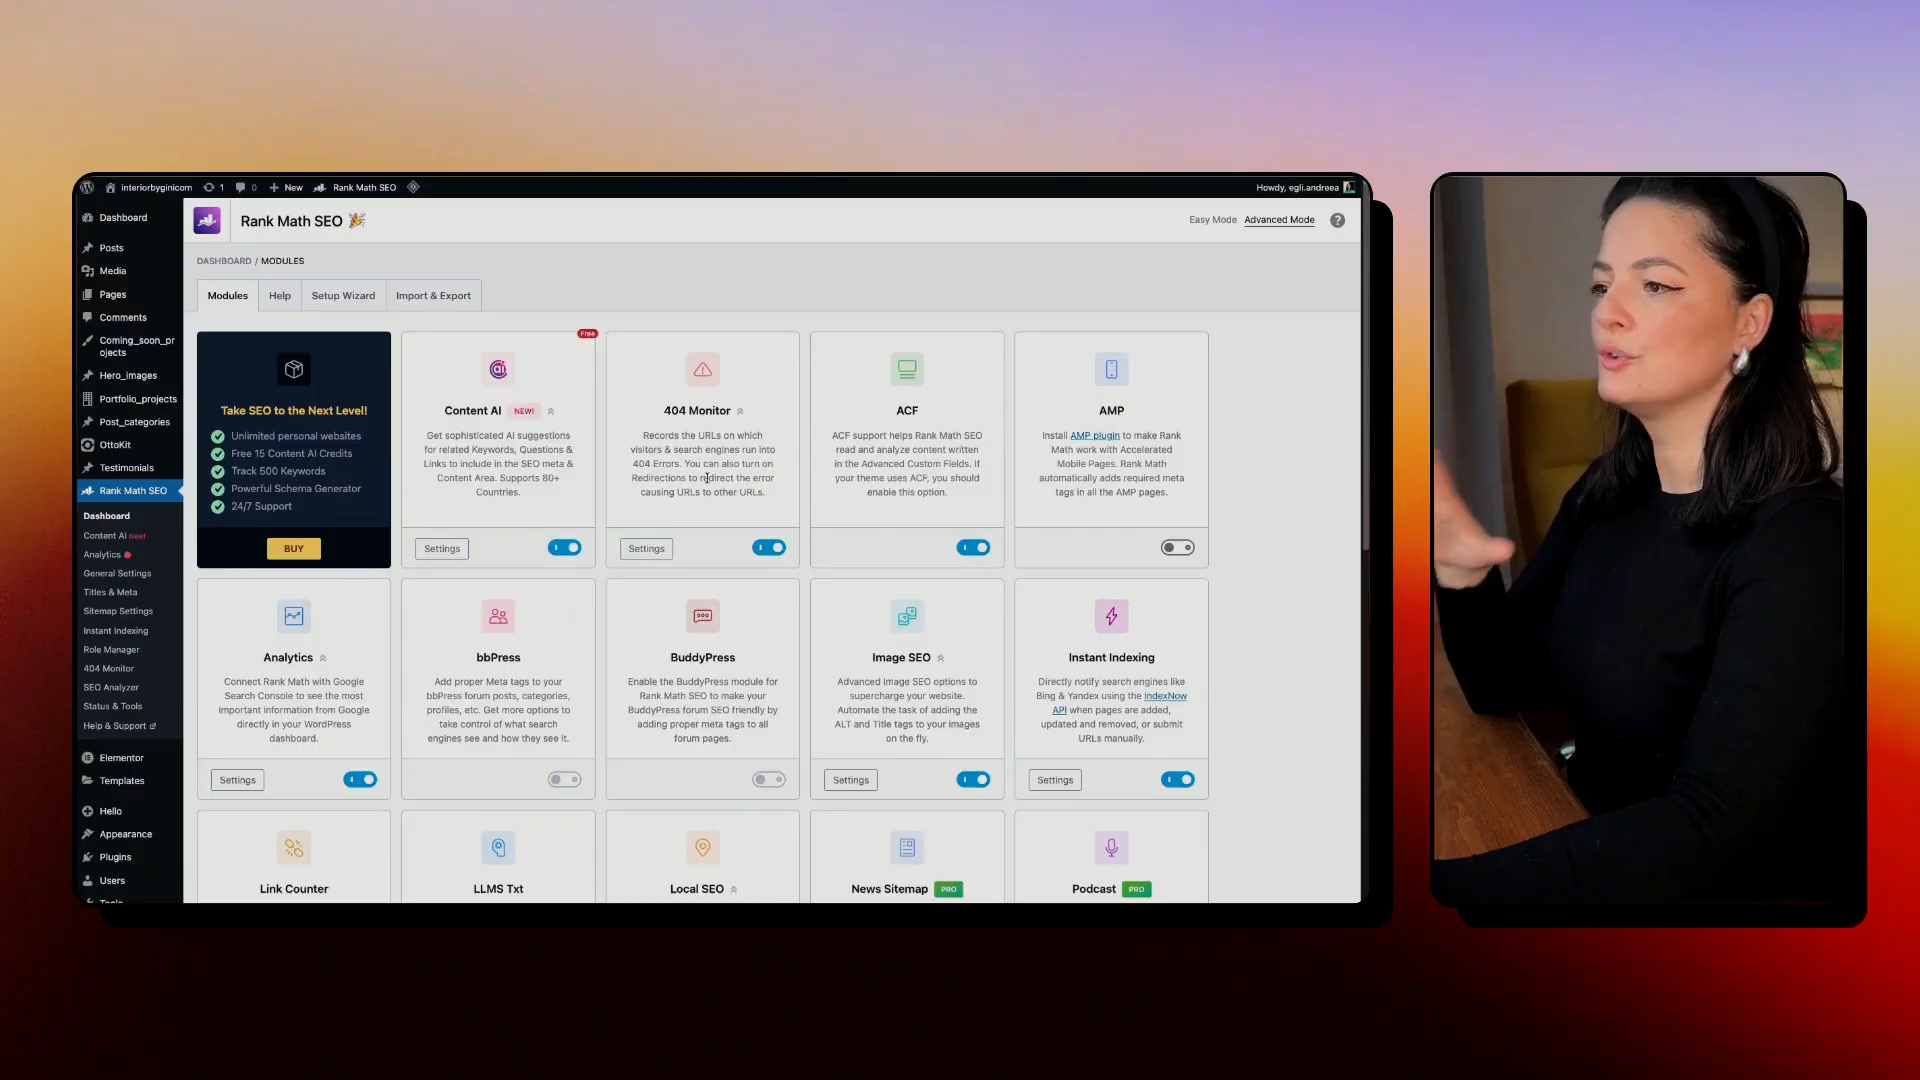 interiorbyginicom 1 0 New Rank Math SEO Howdy, egli.andreea
Dashboard
Posts
Media
Pages
Comments
Coming_soon_pr
ojects
Hero_images
Portfolio_projects
Post_categories
OttoKit
Testimonials
Rank Math SEO
Dashboard
Content AI New!
Analytics
General Settings
Titles & Meta
Sitemap Settings
Instant Indexing
Role Manager
404 Monitor
SEO Analyzer
Status & Tools
Help & Support
Elementor
Templates
Hello
Appearance
Plugins
Users
Tools
Rank Math SEO
Easy Mode Advanced Mode ?
DASHBOARD / MODULES
Modules Help Setup Wizard Import & Export
Take SEO to the Next Level!
Unlimited personal websites
Free 15 Content AI Credits
Track 500 Keywords
Powerful Schema Generator
24/7 Support
BUY
Free
ai
Content AI NEW!
Get sophisticated AI suggestions
for related Keywords, Questions &
Links to include in the SEO meta &
Content Area. Supports 80+
Countries.
Settings
404 Monitor
Records the URLs on which
visitors & search engines run into
404 Errors. You can also turn on
Redirections to redirect the error
causing URLs to other URLs.
Settings
ACF
ACF support helps Rank Math SEO
read and analyze content written
in the Advanced Custom Fields. If
your theme uses ACF, you should
enable this option.
AMP
Install AMP plugin to make Rank
Math work with Accelerated
Mobile Pages. Rank Math
automatically adds required meta
tags in all the AMP pages.
Analytics
Connect Rank Math with Google
Search Console to see the most
important information from Google
directly in your WordPress
dashboard.
Settings
bbPress
Add proper Meta tags to your
bbPress forum posts, categories,
profiles, etc. Get more options to
take control of what search
engines see and how they see it.
BuddyPress
Enable the BuddyPress module for
Rank Math SEO to make your
BuddyPress forum SEO friendly by
adding proper meta tags to all
forum pages.
Image SEO
Advanced Image SEO options to
supercharge your website.
Automate the task of adding the
ALT and Title tags to your images
on the fly.
Settings
Instant Indexing
Directly notify search engines like
Bing & Yandex using the IndexNow
API when pages are added,
updated and removed, or submit
URLs manually.
Settings
Link Counter
LLMS Txt
Local SEO
News Sitemap PRO
Podcast PRO